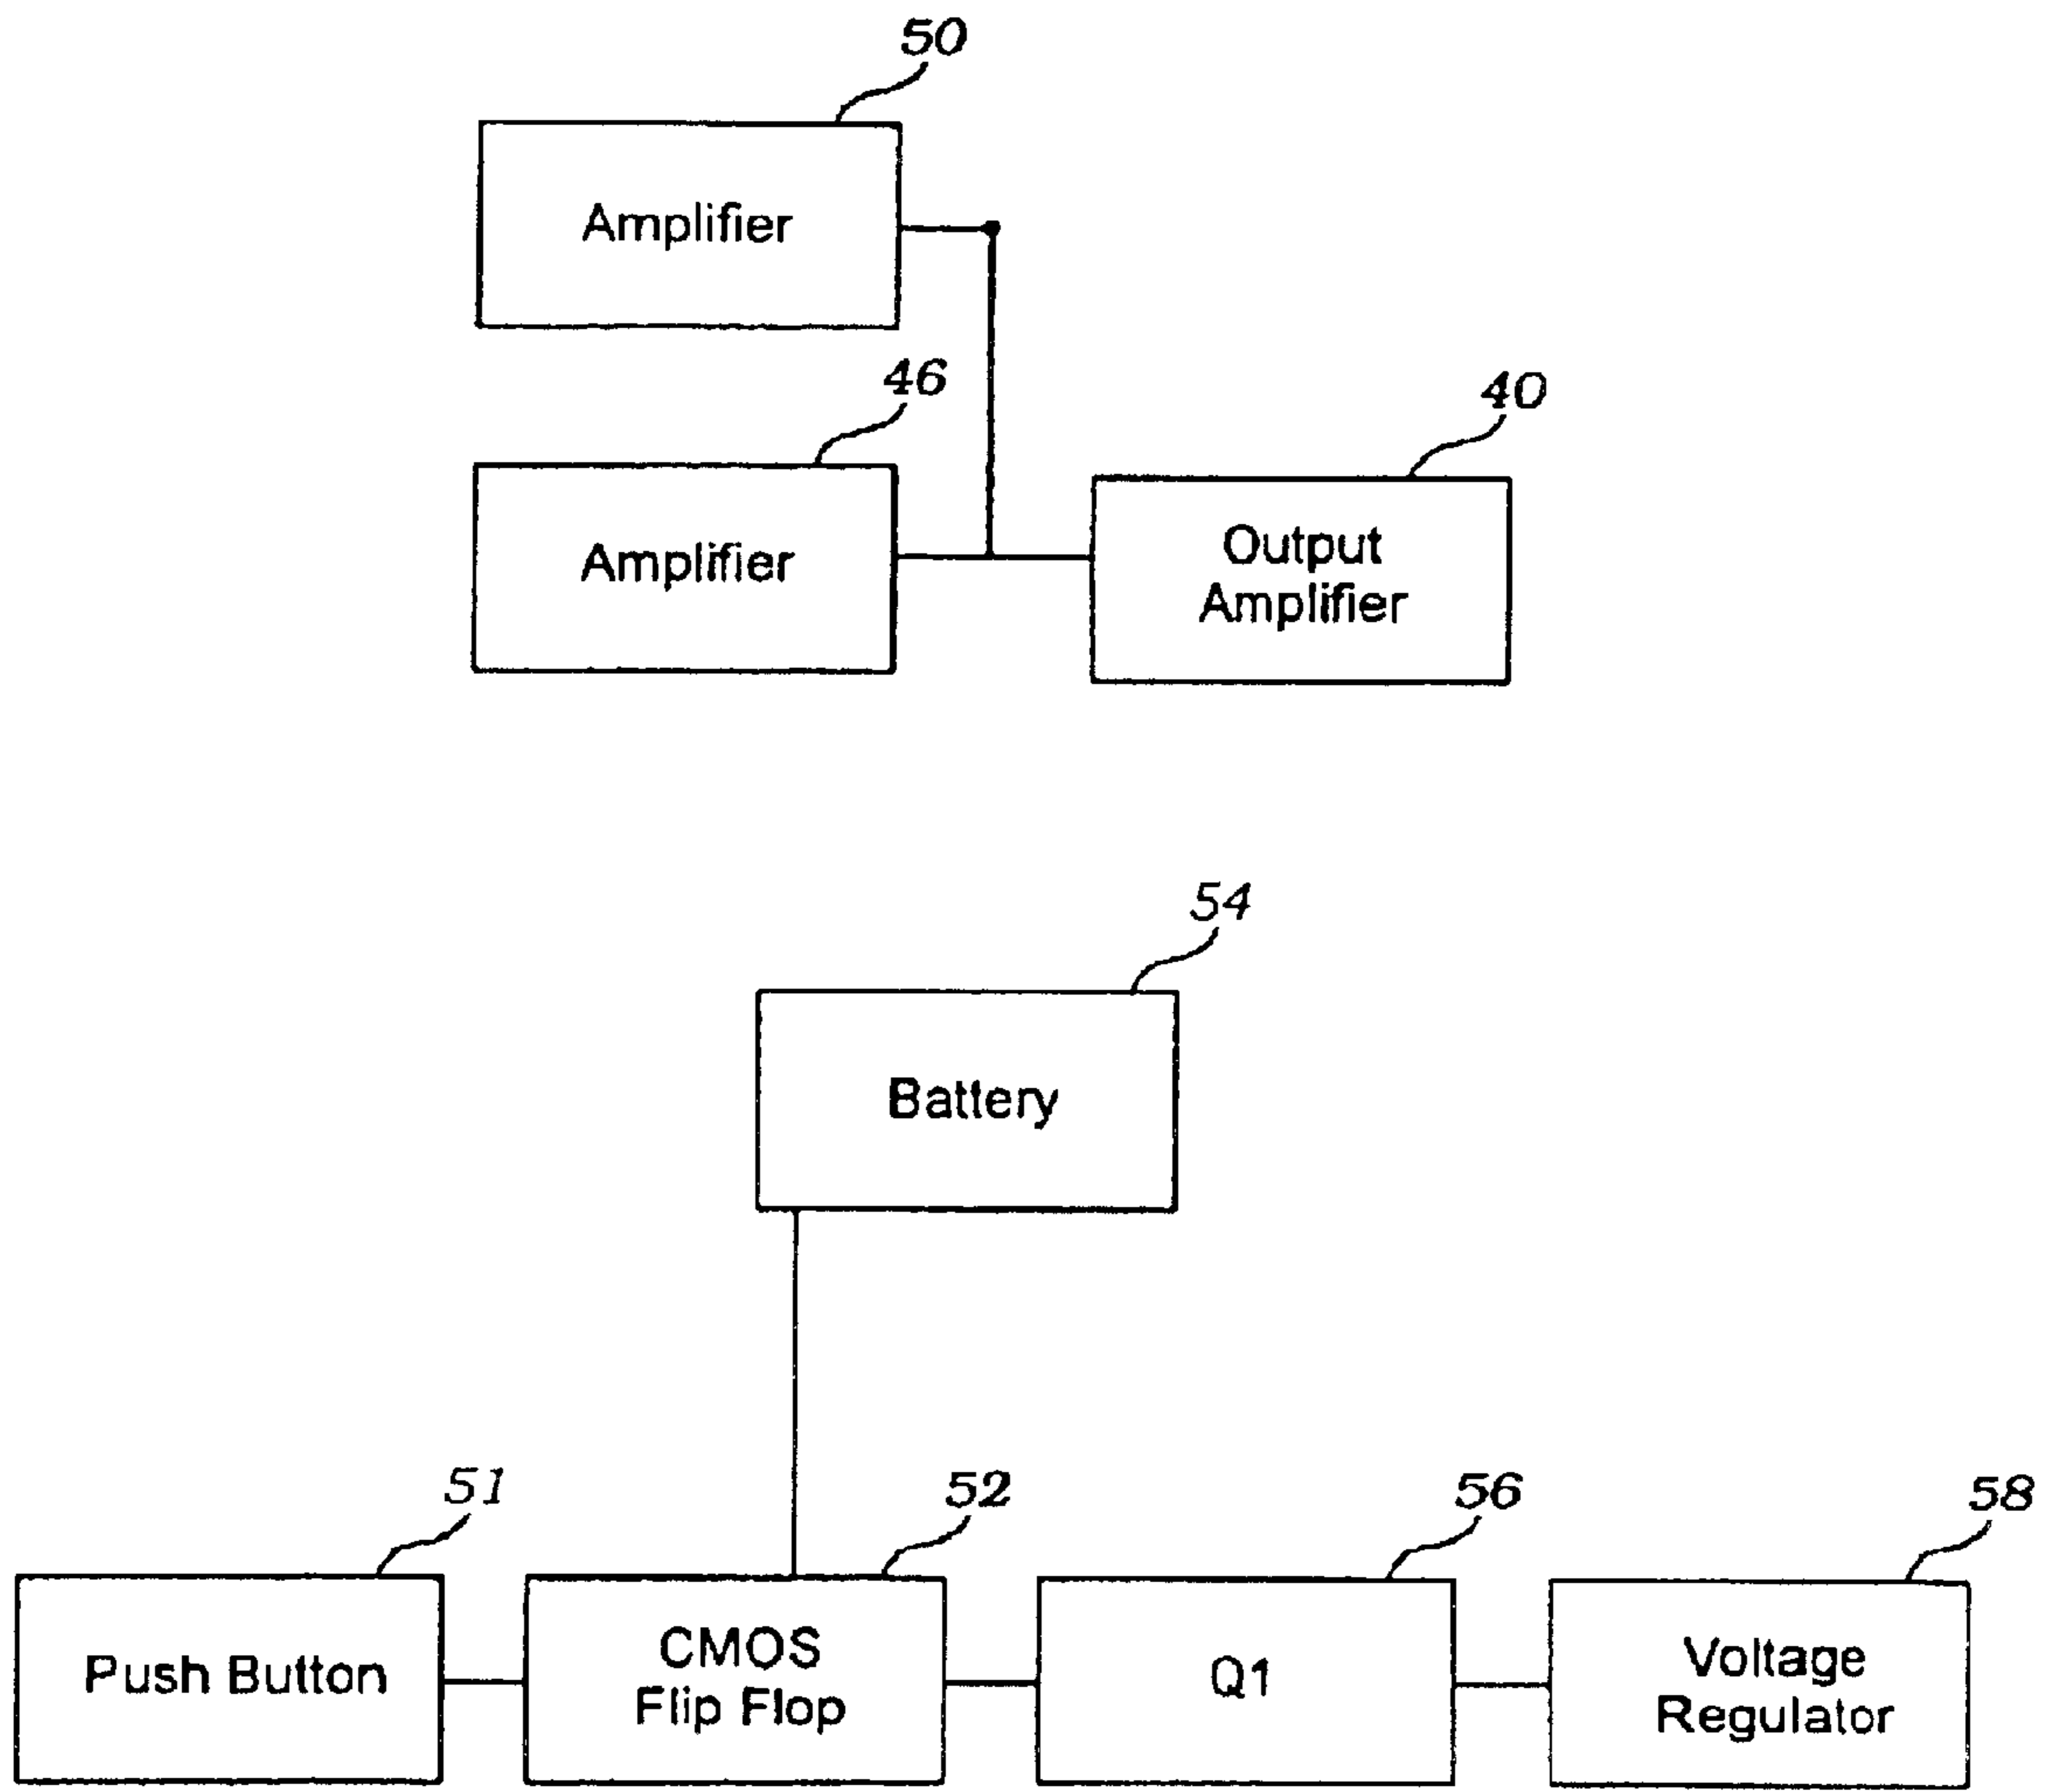 50
Amplifier
46
Amplifier
40
Output
Amplifier
54
Battery
51
Push Button
52
CMOS
Flip Flop
56
Q1
58
Voltage
Regulator